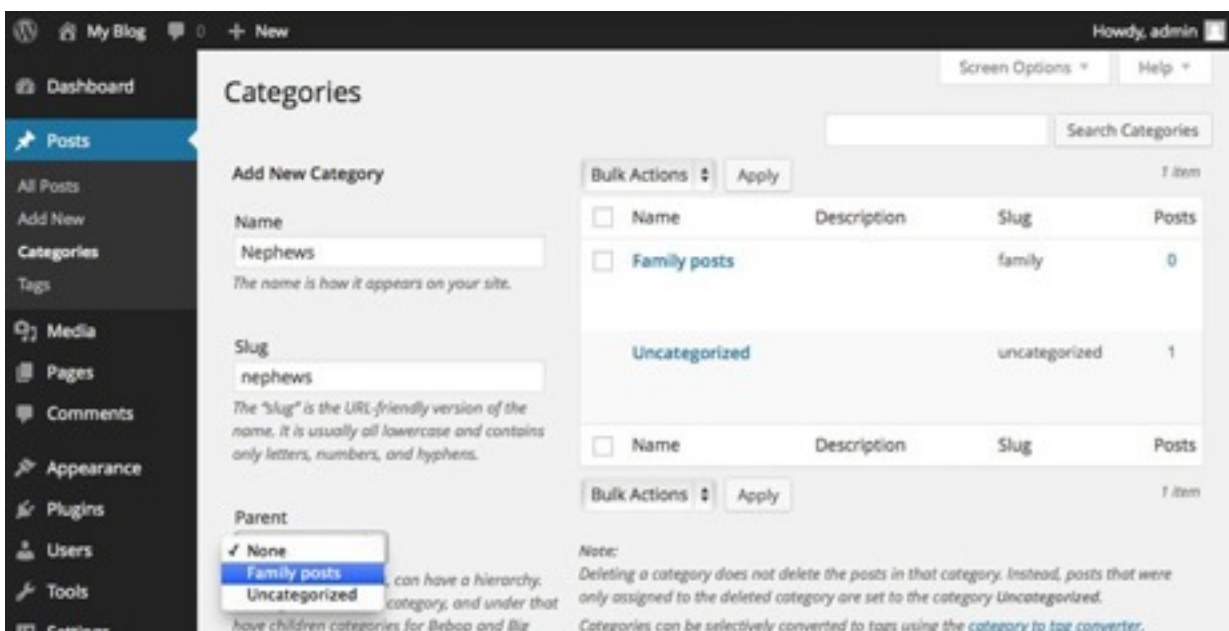 My Blog 0 + New Howdy, admin
Dashboard
Posts
All Posts
Add New
Categories
Tags
Media
Pages
Comments
Appearance
Plugins
Users
Tools
Settings
Screen Options Help
Categories
Search Categories
Add New Category
Name
Nephews
The name is how it appears on your site.
Slug
nephews
The "slug" is the URL-friendly version of the
name. It is usually all lowercase and contains
only letters, numbers, and hyphens.
Parent
✓ None
Family posts
Uncategorized
, can have a hierarchy.
category, and under that
have children categories for Bebop and Big
Bulk Actions Apply 1 item
Name Description Slug Posts
Family posts family 0
Uncategorized uncategorized 1
Name Description Slug Posts
Bulk Actions Apply 1 item
Note:
Deleting a category does not delete the posts in that category. Instead, posts that were
only assigned to the deleted category are set to the category Uncategorized.
Categories can be selectively converted to tags using the category to tag converter.